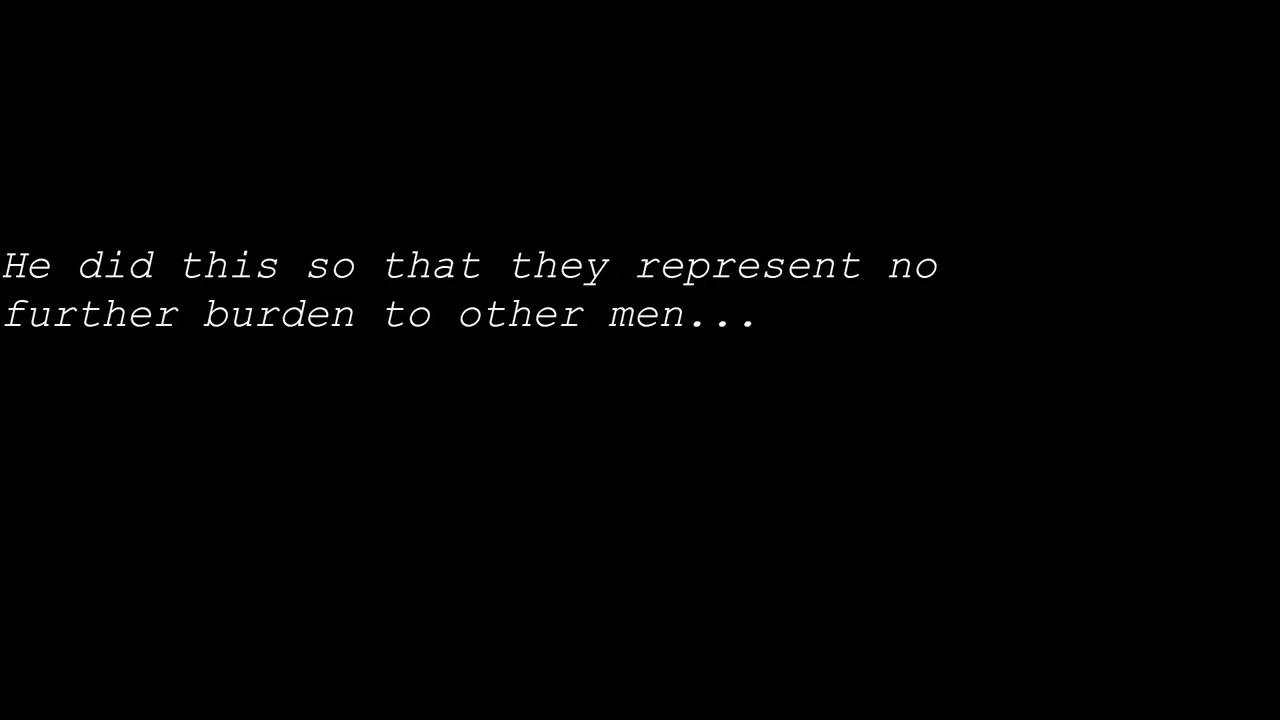 He did this so that they represent no
further burden to other men...